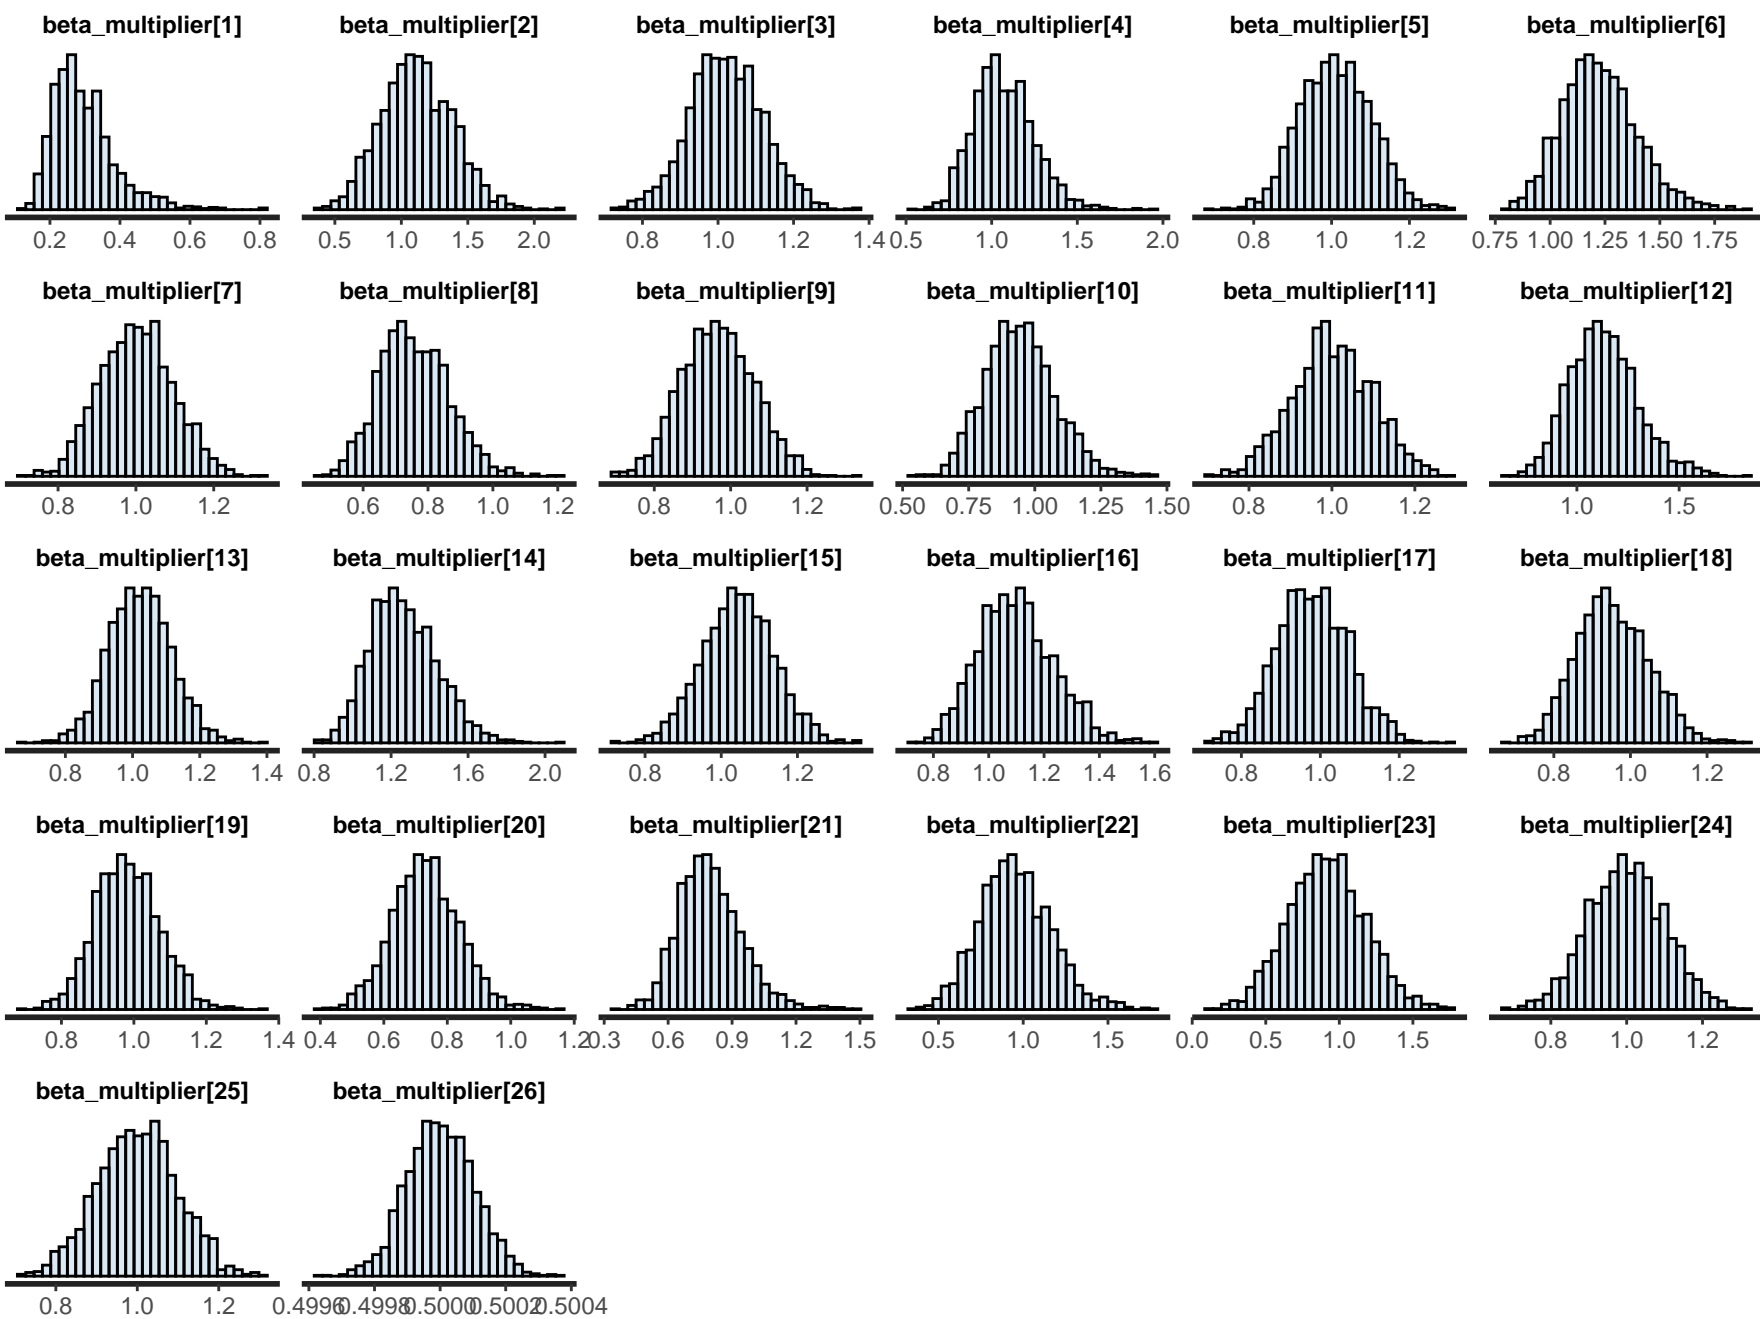 beta_multiplier[1] beta_multiplier[2] beta_multiplier[3] beta_multiplier[4] beta_multiplier[5] beta_multiplier[6]
0.2 0.4 0.6 0.8 0.5 1.0 1.5 2.0 0.8 1.0 1.2 1.4 0.5 1.0 1.5 2.0 0.8 1.0 1.2 0.75 1.00 1.25 1.50 1.75
beta_multiplier[7] beta_multiplier[8] beta_multiplier[9] beta_multiplier[10] beta_multiplier[11] beta_multiplier[12]
0.8 1.0 1.2 0.6 0.8 1.0 1.2 0.8 1.0 1.2 0.50 0.75 1.00 1.25 1.50 0.8 1.0 1.2 1.0 1.5
beta_multiplier[13] beta_multiplier[14] beta_multiplier[15] beta_multiplier[16] beta_multiplier[17] beta_multiplier[18]
0.8 1.0 1.2 1.4 0.8 1.2 1.6 2.0 0.8 1.0 1.2 0.8 1.0 1.2 1.4 1.6 0.8 1.0 1.2 0.8 1.0 1.2
beta_multiplier[19] beta_multiplier[20] beta_multiplier[21] beta_multiplier[22] beta_multiplier[23] beta_multiplier[24]
0.8 1.0 1.2 1.4 0.4 0.6 0.8 1.0 1.2 0.3 0.6 0.9 1.2 1.5 0.5 1.0 1.5 0.0 0.5 1.0 1.5 0.8 1.0 1.2
beta_multiplier[25] beta_multiplier[26]
0.8 1.0 1.2 0.4996 0.4998 0.5000 0.5002 0.5004